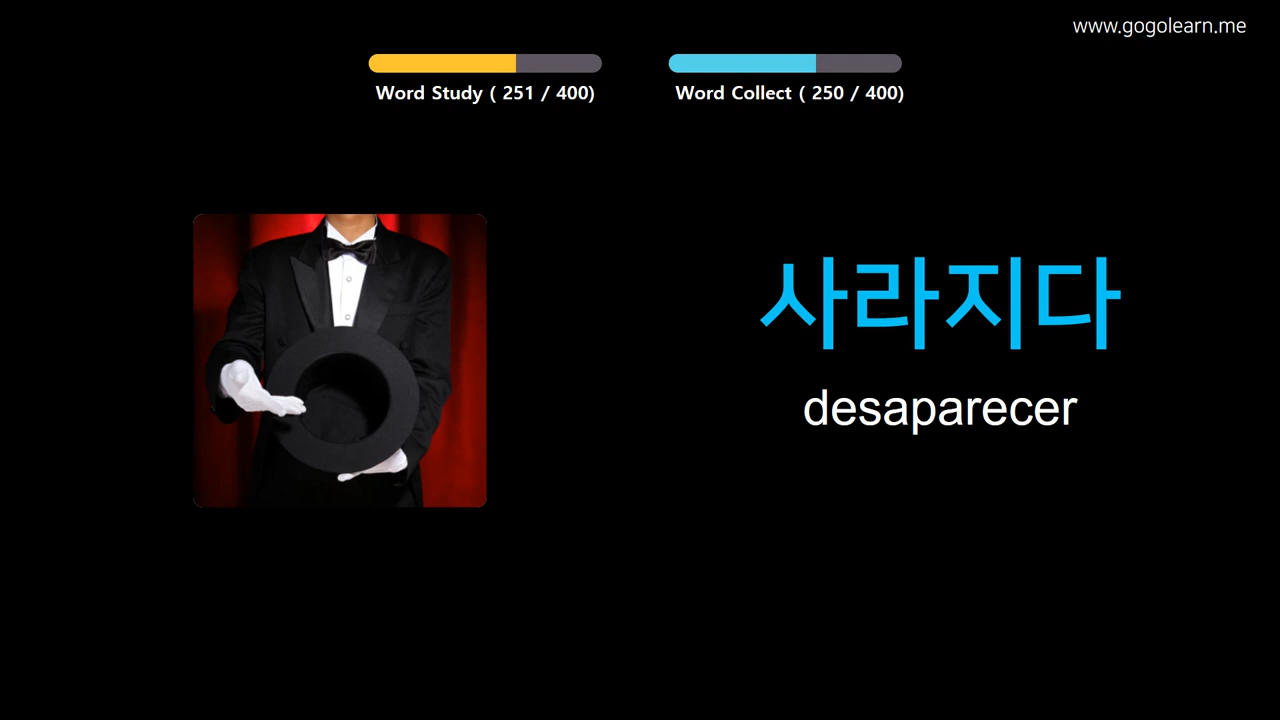 www.gogolearn.me
Word Study ( 251 / 400)
Word Collect ( 250 / 400)
사라지다
desaparecer